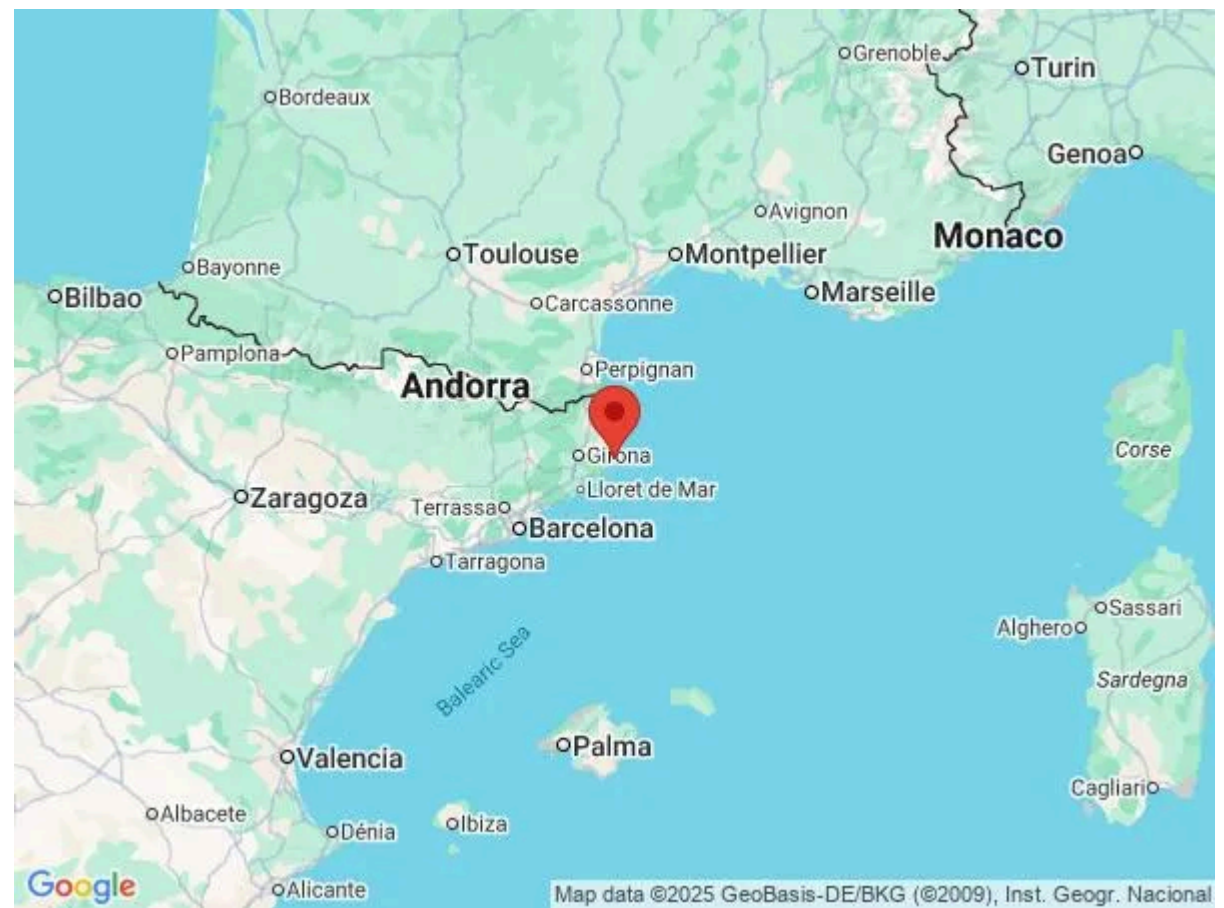 Grenoble
Turin
Bordeaux
Genoa
Avignon
Monaco
Toulouse
Montpellier
Bayonne
Marseille
Bilbao
Carcassonne
Pamplona
Perpignan
Andorra
Corse
Girona
Lloret de Mar
Zaragoza
Terrassa
Barcelona
Tarragona
Sassari
Alghero
Balearic Sea
Sardegna
Palma
Valencia
Cagliari
Albacete
Ibiza
Dénia
Google
Alicante
Map data ©2025 GeoBasis-DE/BKG (©2009), Inst. Geogr. Nacional